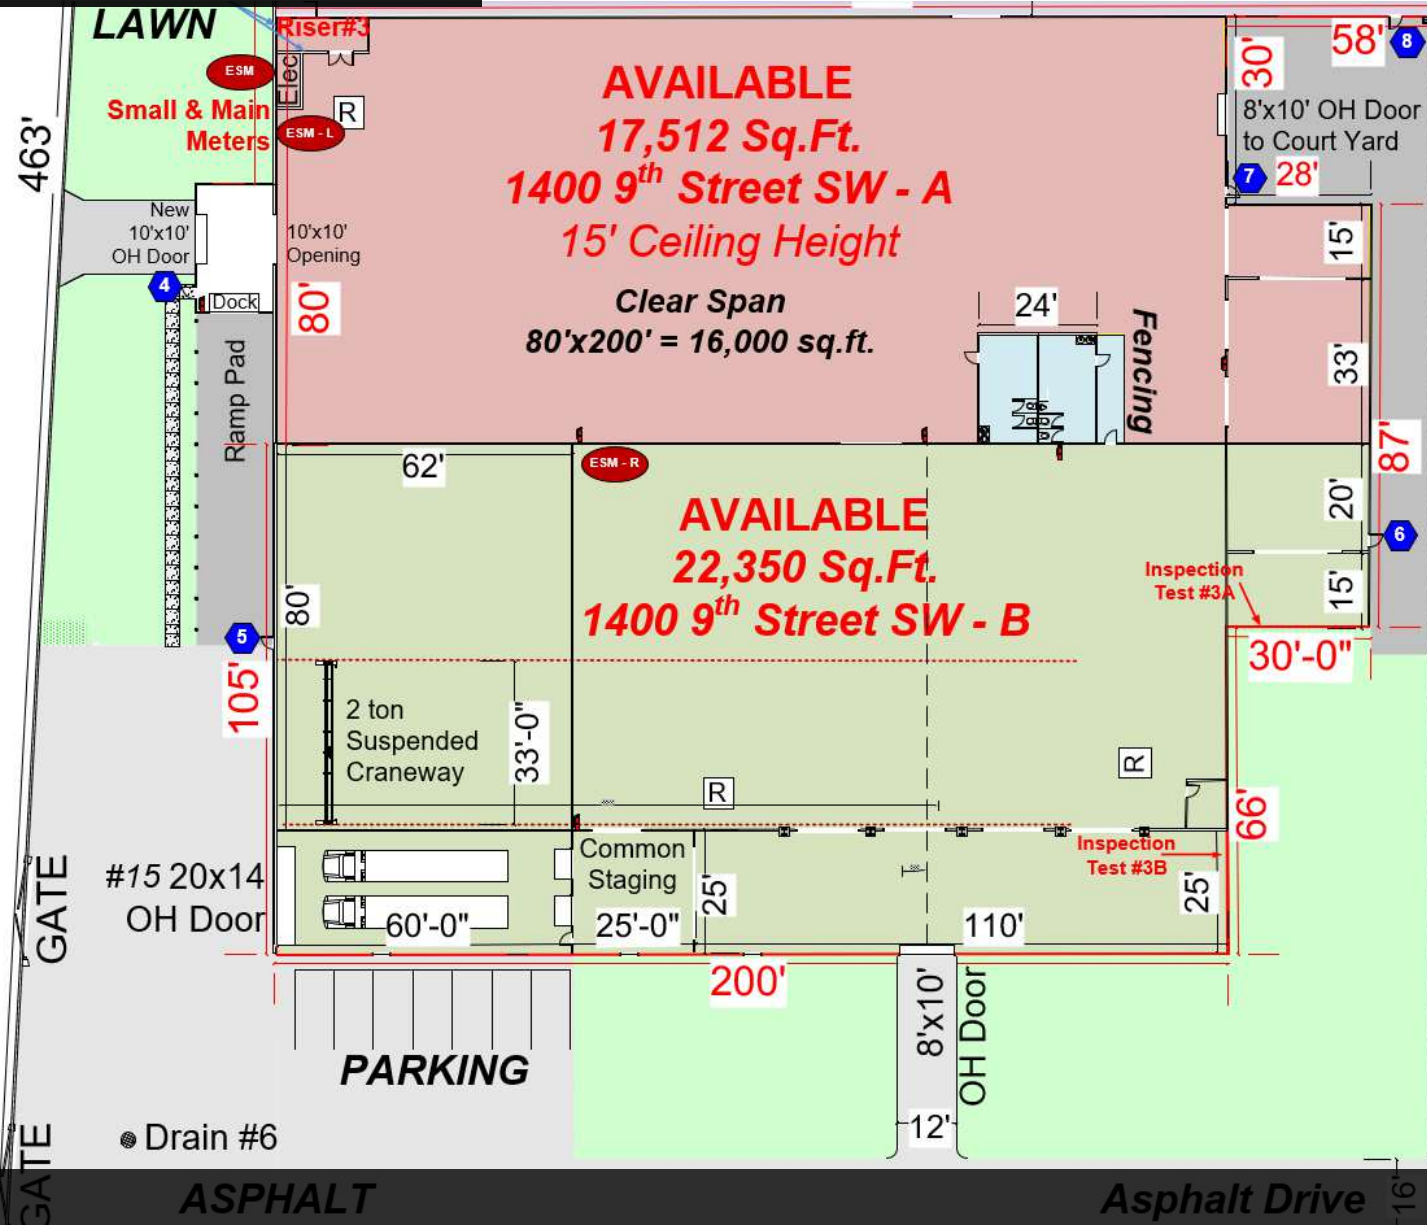 LAWN
Riser#3
58'
8
ESM
Elec
R
AVAILABLE
30'
Small & Main
Meters
ESM - L
17,512 Sq.Ft.
8'x10' OH Door
to Court Yard
463'
1400 9th Street SW - A
7
28'
New
10'x10'
OH Door
10'x10'
Opening
15' Ceiling Height
15'
4
Dock
80'
Clear Span
24'
80'x200' = 16,000 sq.ft.
Fencing
33'
Ramp Pad
87'
62'
ESM - R
AVAILABLE
20'
6
22,350 Sq.Ft.
Inspection
Test #3A
15'
80'
1400 9th Street SW - B
5
30'-0"
105'
2 ton
Suspended
Craneway
33'-0"
R
R
66'
GATE
#15 20x14
OH Door
Common
Staging
Inspection
Test #3B
25'
25'
60'-0"
25'-0"
110'
200'
8'x10'
OH Door
PARKING
12'
Drain #6
GATE
ASPHALT
Asphalt Drive
16'